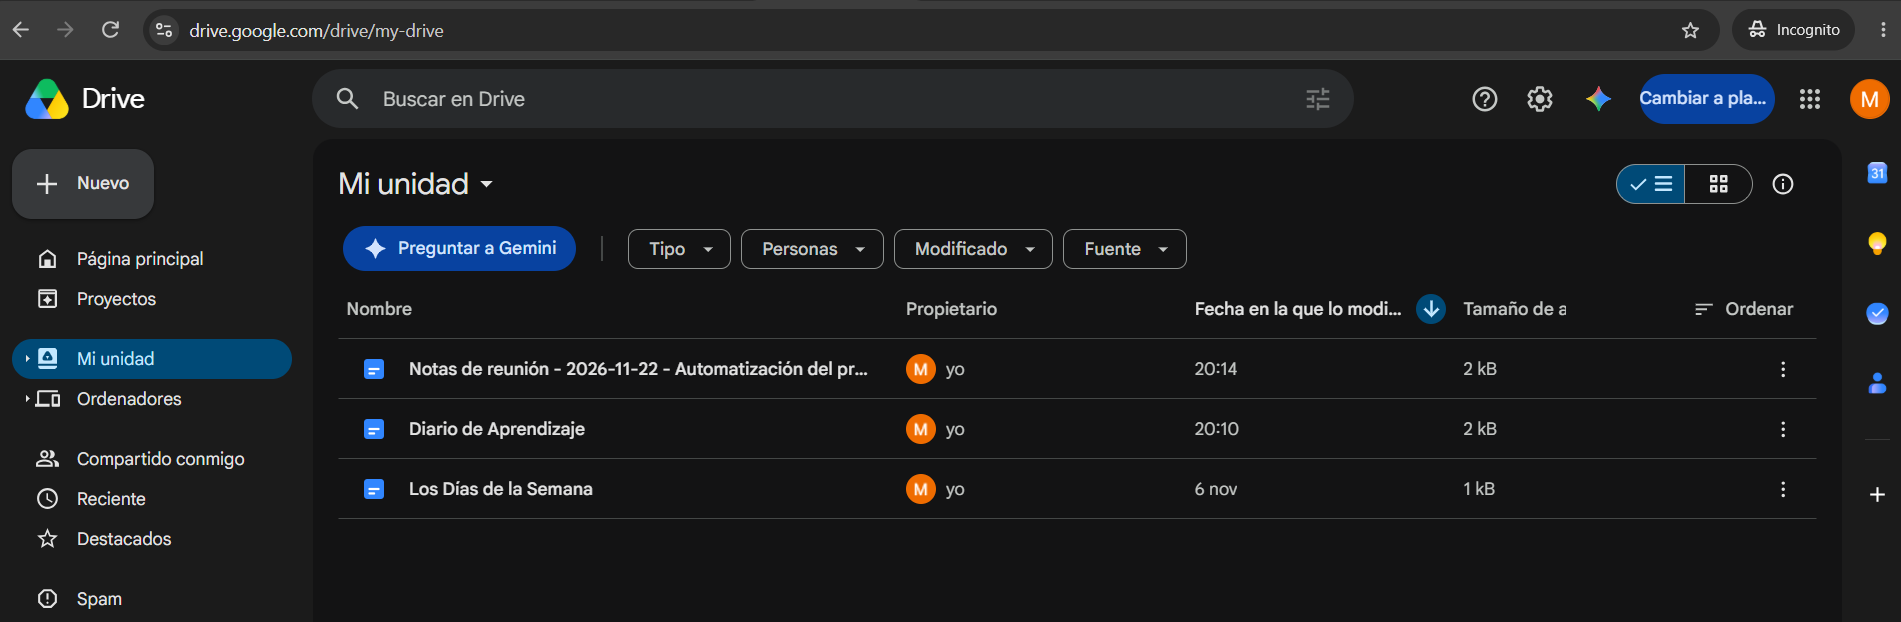 drive.google.com/drive/my-drive
Incognito
Drive
Buscar en Drive
Cambiar a pla...
M
Nuevo
Mi unidad
31
Preguntar a Gemini
Tipo
Personas
Modificado
Fuente
Página principal
Proyectos
Mi unidad
Ordenadores
Compartido conmigo
Reciente
Destacados
Spam
Nombre Propietario Fecha en la que lo modi... Tamaño de a Ordenar
Notas de reunión - 2026-11-22 - Automatización del pr... M yo 20:14 2 kB
Diario de Aprendizaje M yo 20:10 2 kB
Los Días de la Semana M yo 6 nov 1 kB